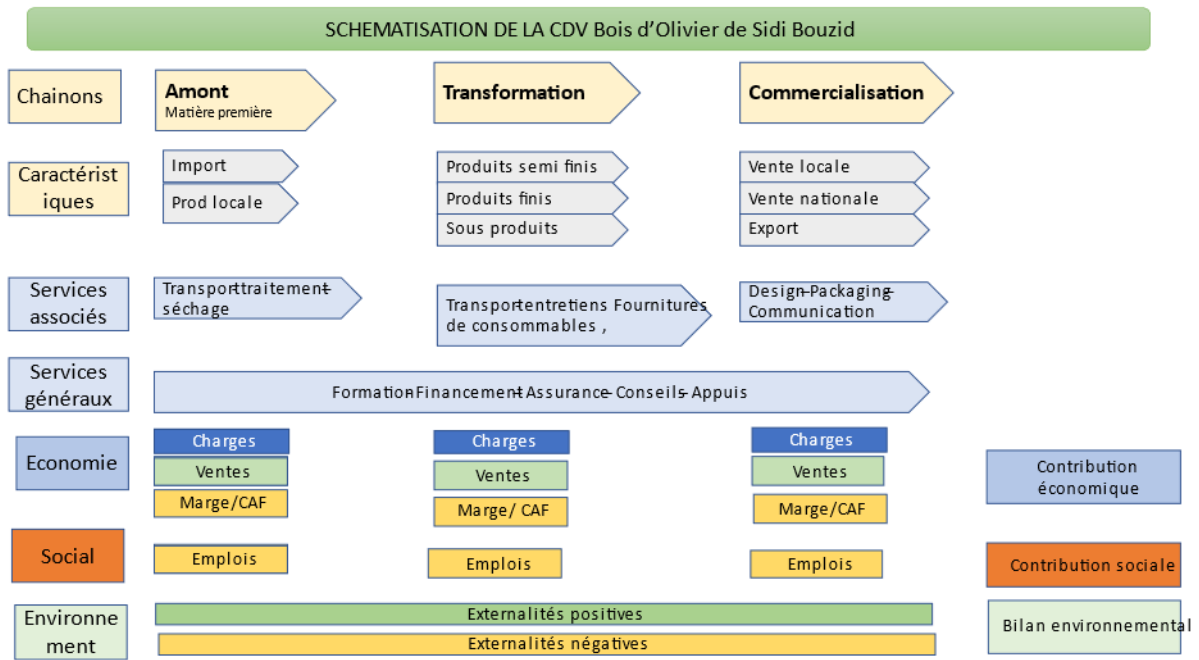 SCHEMATISATION DE LA CDV Bois d'Olivier de Sidi Bouzid
Chainons
Amont
Matière première
Transformation
Commercialisation
Caractérist
iques
Import
Prod locale
Produits semi finis
Produits finis
Sous produits
Vente locale
Vente nationale
Export
Services
associés
Transport-traitement-
séchage
Transport-entretiens Fournitures
de consommables ,
Design-Packaging-
Communication
Services
généraux
Formation-Financement-Assurance-Conseils-Appuis
Economie
Charges
Ventes
Marge/CAF
Charges
Ventes
Marge/ CAF
Charges
Ventes
Marge/CAF
Contribution
économique
Social
Emplois
Emplois
Emplois
Contribution sociale
Environne
ment
Externalités positives
Externalités négatives
Bilan environnemental